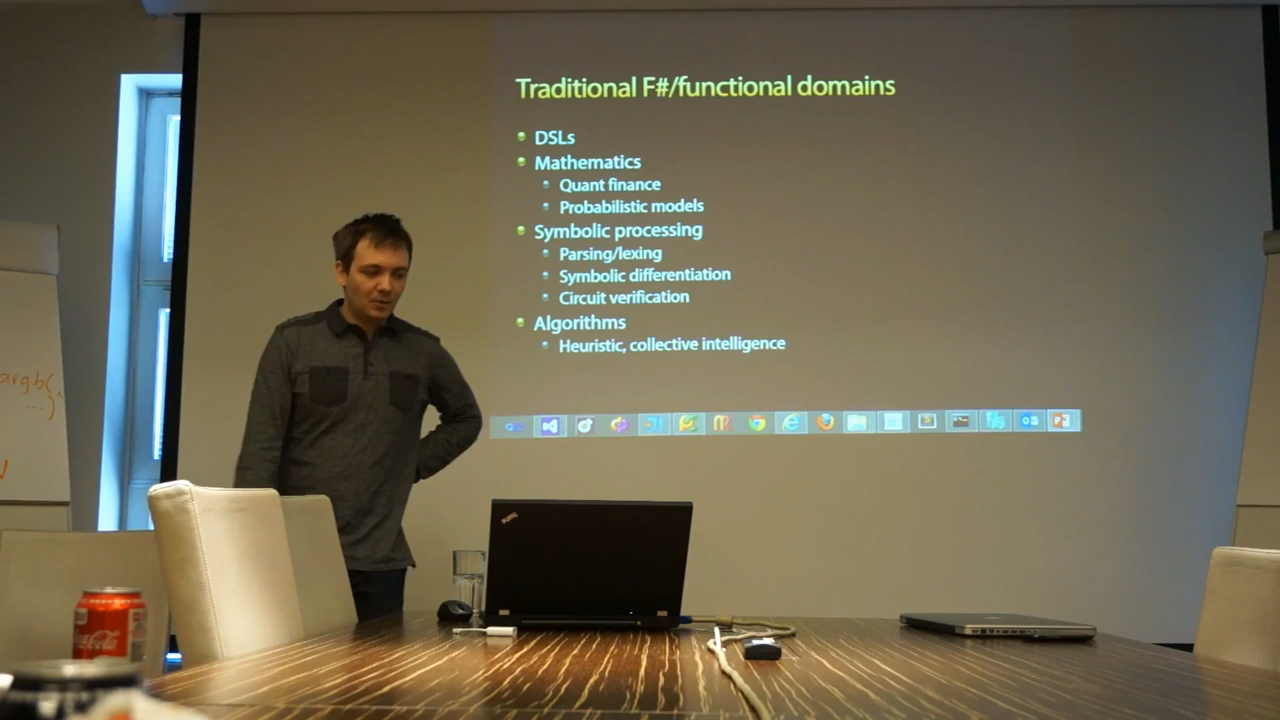 Traditional F#/functional domains
DSLs
Mathematics
Quant finance
Probabilistic models
Symbolic processing
Parsing/lexing
Symbolic differentiation
Circuit verification
Algorithms
Heuristic, collective intelligence
argb(
...)
Coca-Cola